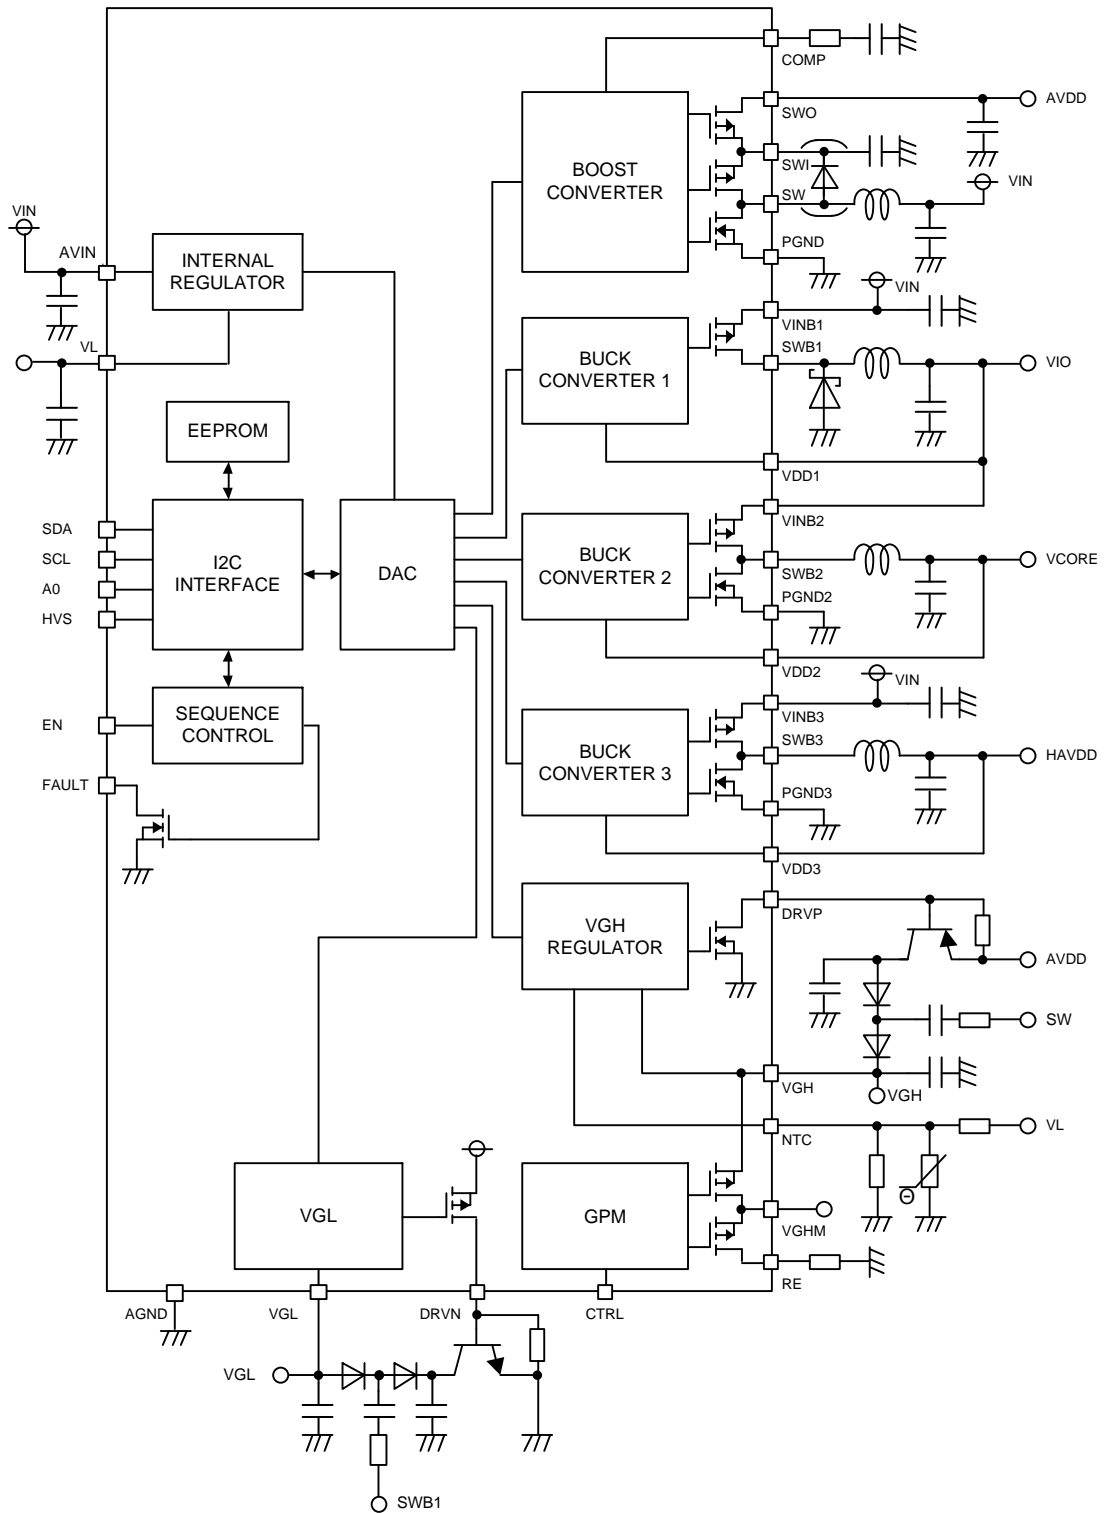 COMP
SWO
AVDD
BOOST
CONVERTER
SWI
SW
VIN
PGND
VIN
AVIN
INTERNAL
REGULATOR
VL
VIN
VINB1
SWB1
BUCK
CONVERTER 1
VIO
VDD1
EEPROM
SDA
SCL
A0
HVS
I2C
INTERFACE
DAC
VINB2
BUCK
CONVERTER 2
SWB2
VCORE
PGND2
VDD2
EN
SEQUENCE
CONTROL
FAULT
VIN
VINB3
SWB3
BUCK
CONVERTER 3
HAVDD
PGND3
VDD3
VGH
REGULATOR
DRVP
AVDD
SW
VGH
VGH
NTC
VL
Θ
VGL
GPM
VGHM
RE
AGND
VGL
DRVN
CTRL
VGL
SWB1